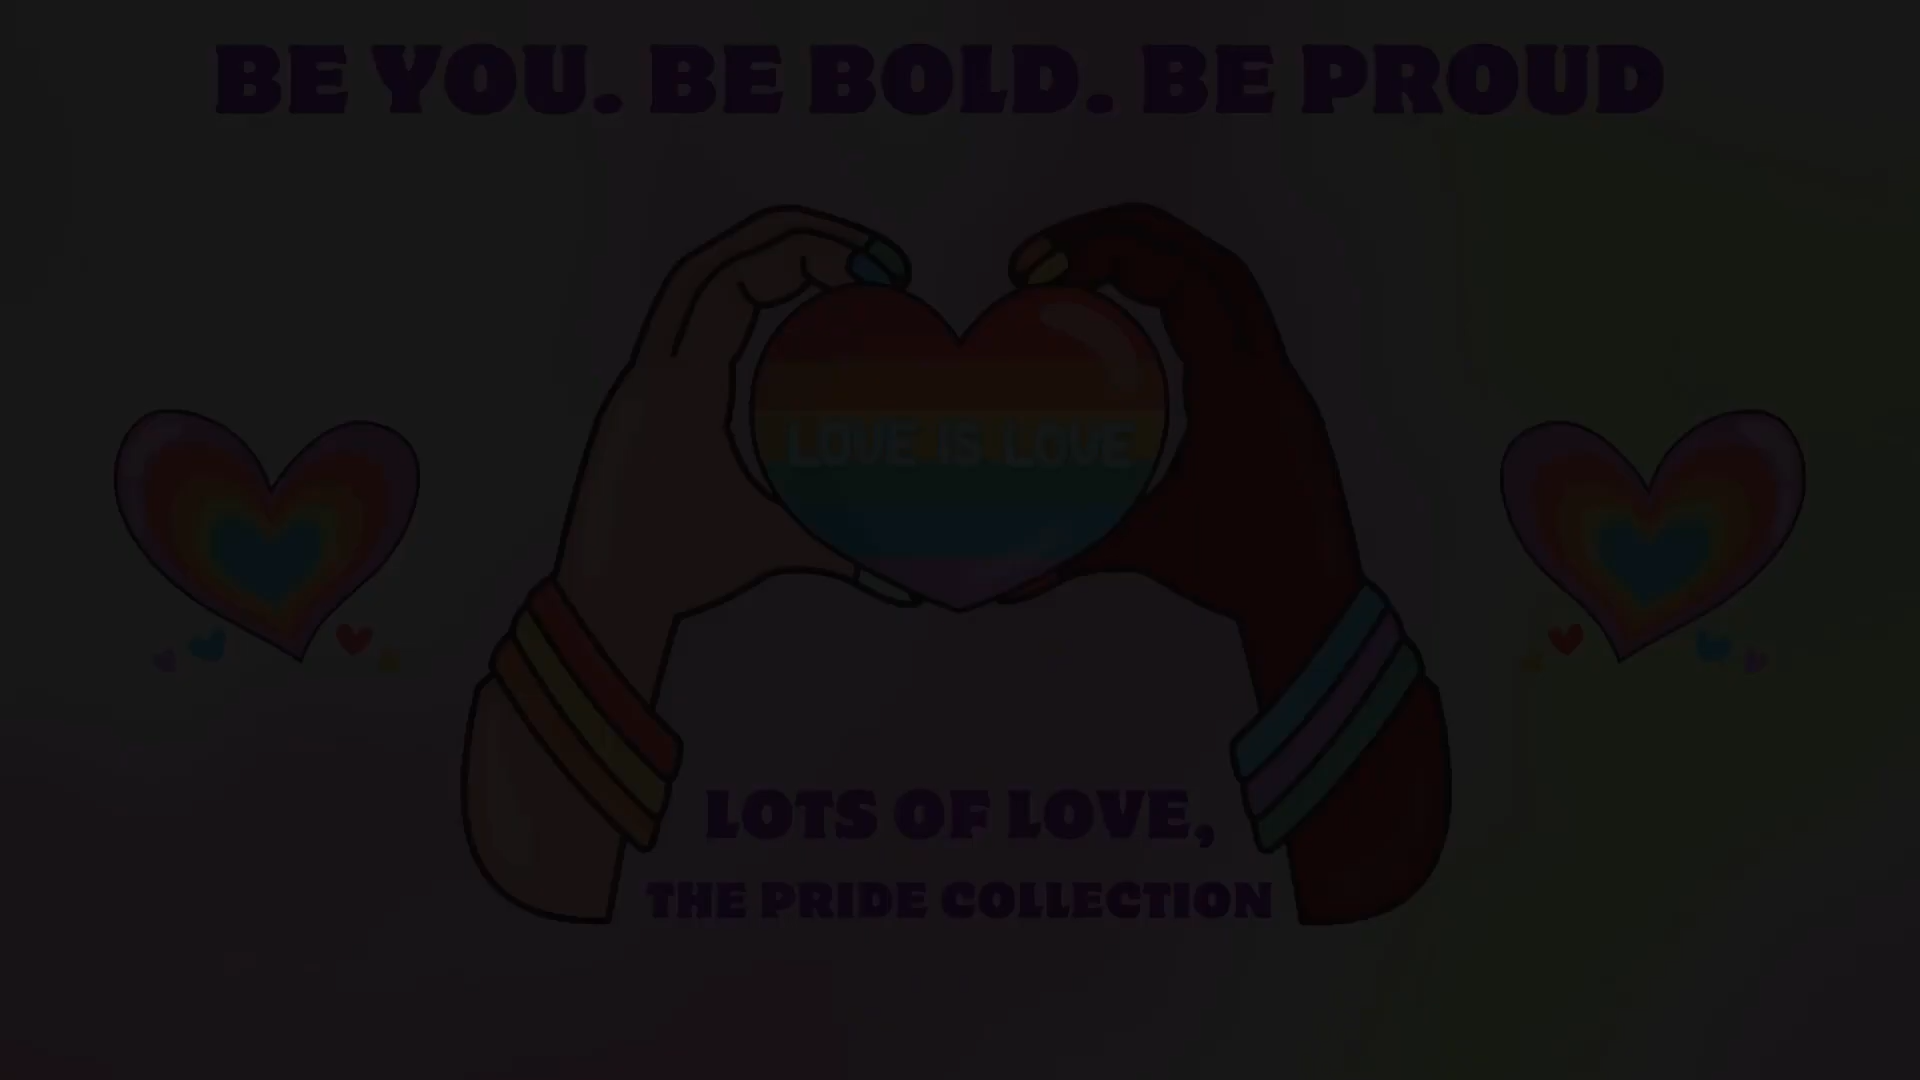 BE YOU. BE BOLD. BE PROUD
LOVE IS LOVE
LOTS OF LOVE,
THE PRIDE COLLECTION